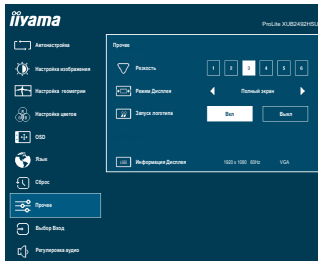 iiyama
ProLite XUB2492HSU
Автонастройка
Настройка изображения
Настройка геометрии
Настройка цветов
OSD
Язык
Сброс
Прочее
Выбор Вход
Регулировка аудио
Прочее
Резкость 1 2 3 4 5 6
Режим Дисплея Полный экран
Запуск логотипа Вкл Выкл
Информация Дисплея 1920 x 1080 60Hz VGA